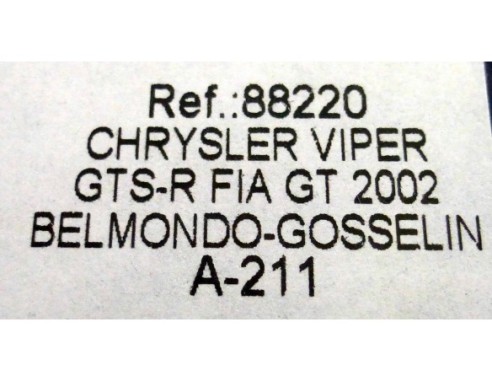 Ref.:88220
CHRYSLER VIPER
GTS-R FIA GT 2002
BELMONDO-GOSSELIN
A-211